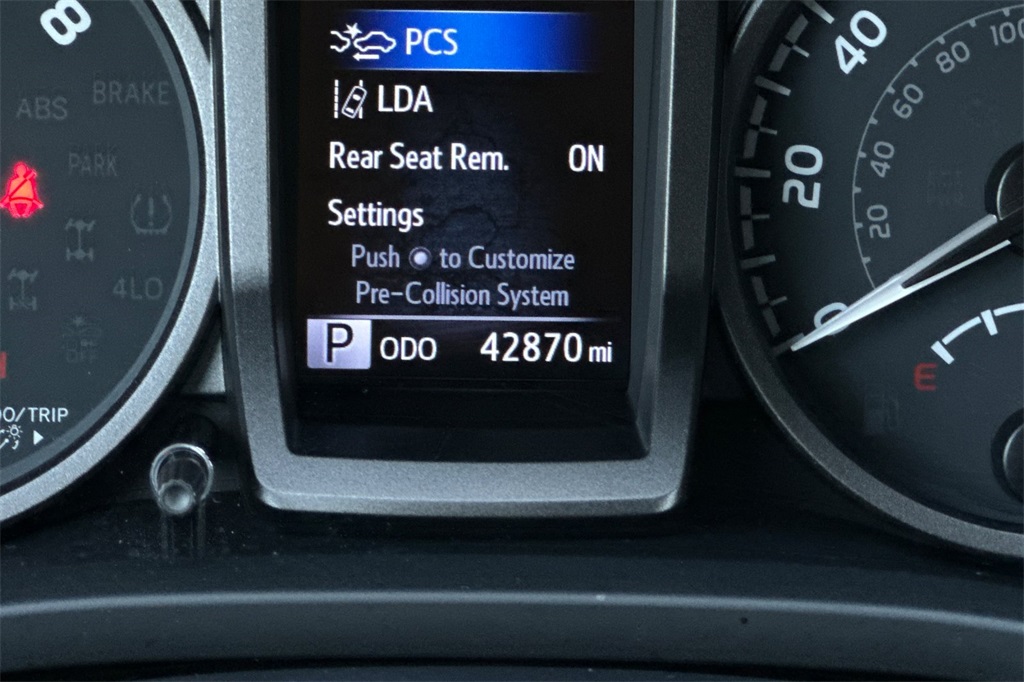 8
ABS
BRAKE
PARK
4LO
OFF
O/TRIP
PCS
LDA
Rear Seat Rem. ON
Settings
Push to Customize
Pre-Collision System
P ODO 42870 mi
40
20
0
100
80
60
40
20
E